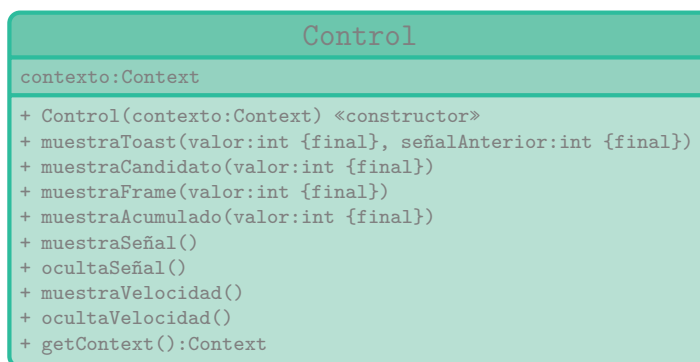 Control
contexto:Context
+ Control(contexto:Context) «constructor»
+ muestraToast(valor:int {final}, señalAnterior:int {final})
+ muestraCandidato(valor:int {final})
+ muestraFrame(valor:int {final})
+ muestraAcumulado(valor:int {final})
+ muestraSeñal()
+ ocultaSeñal()
+ muestraVelocidad()
+ ocultaVelocidad()
+ getContext():Context